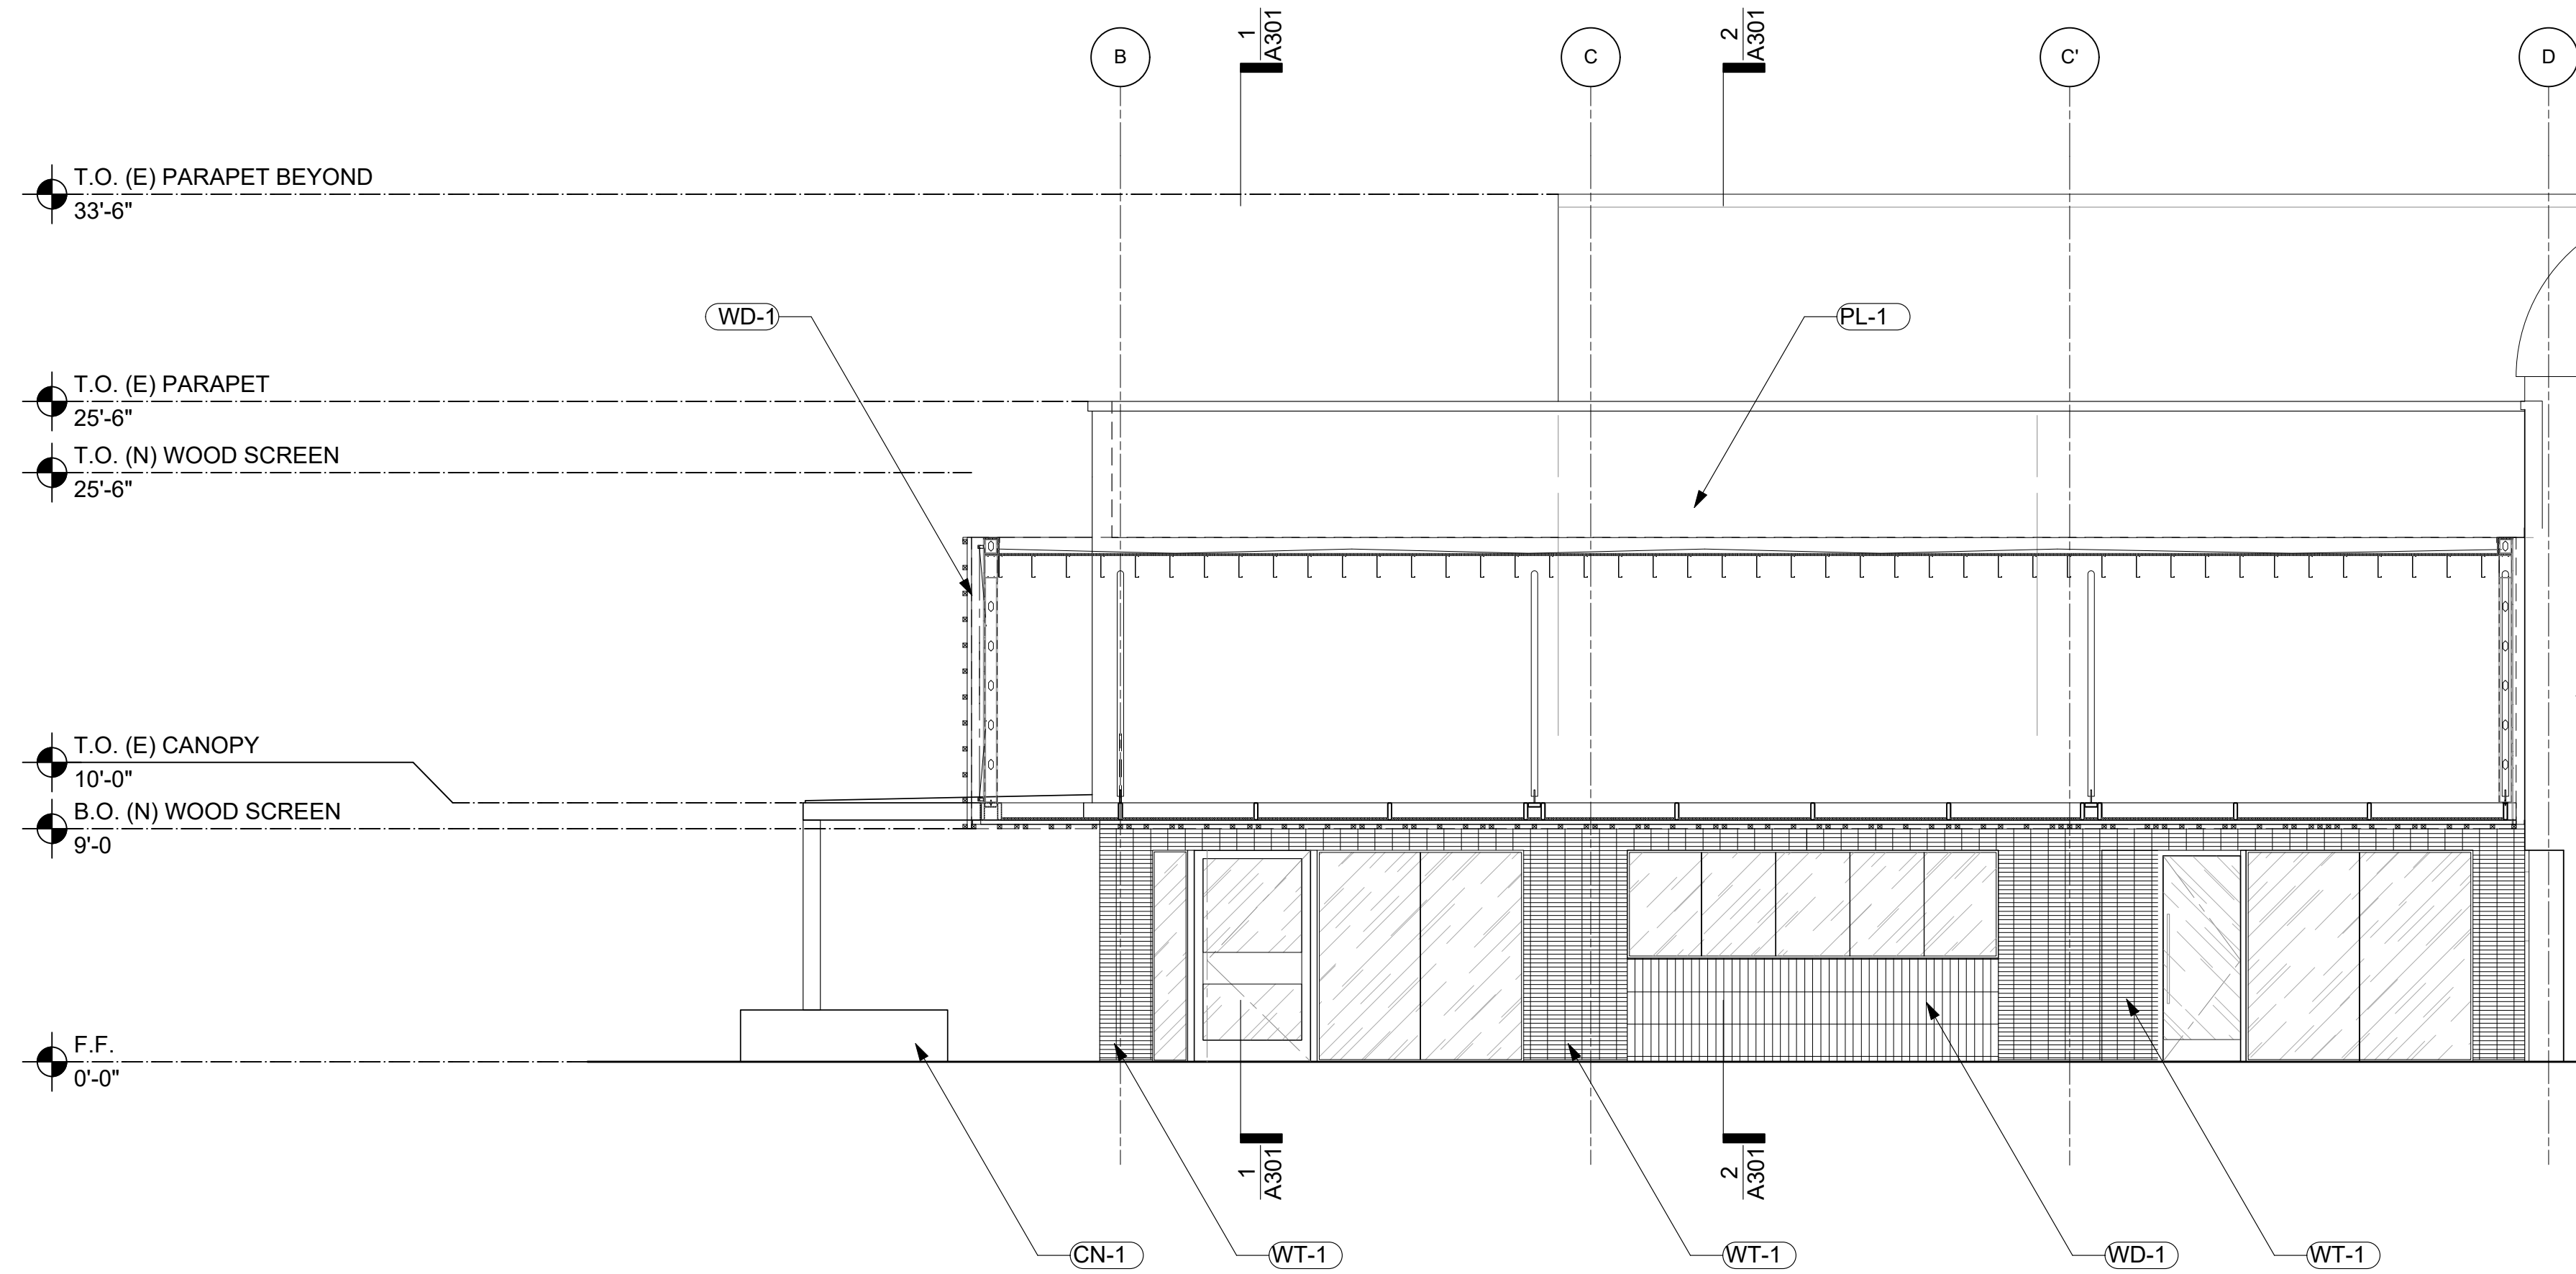 1
A301
2
A301
B
C
C'
D
T.O. (E) PARAPET BEYOND
33'-6"
WD-1
PL-1
T.O. (E) PARAPET
25'-6"
T.O. (N) WOOD SCREEN
25'-6"
T.O. (E) CANOPY
10'-0"
B.O. (N) WOOD SCREEN
9'-0
F.F.
0'-0"
1
A301
2
A301
CN-1
WT-1
WT-1
WD-1
WT-1